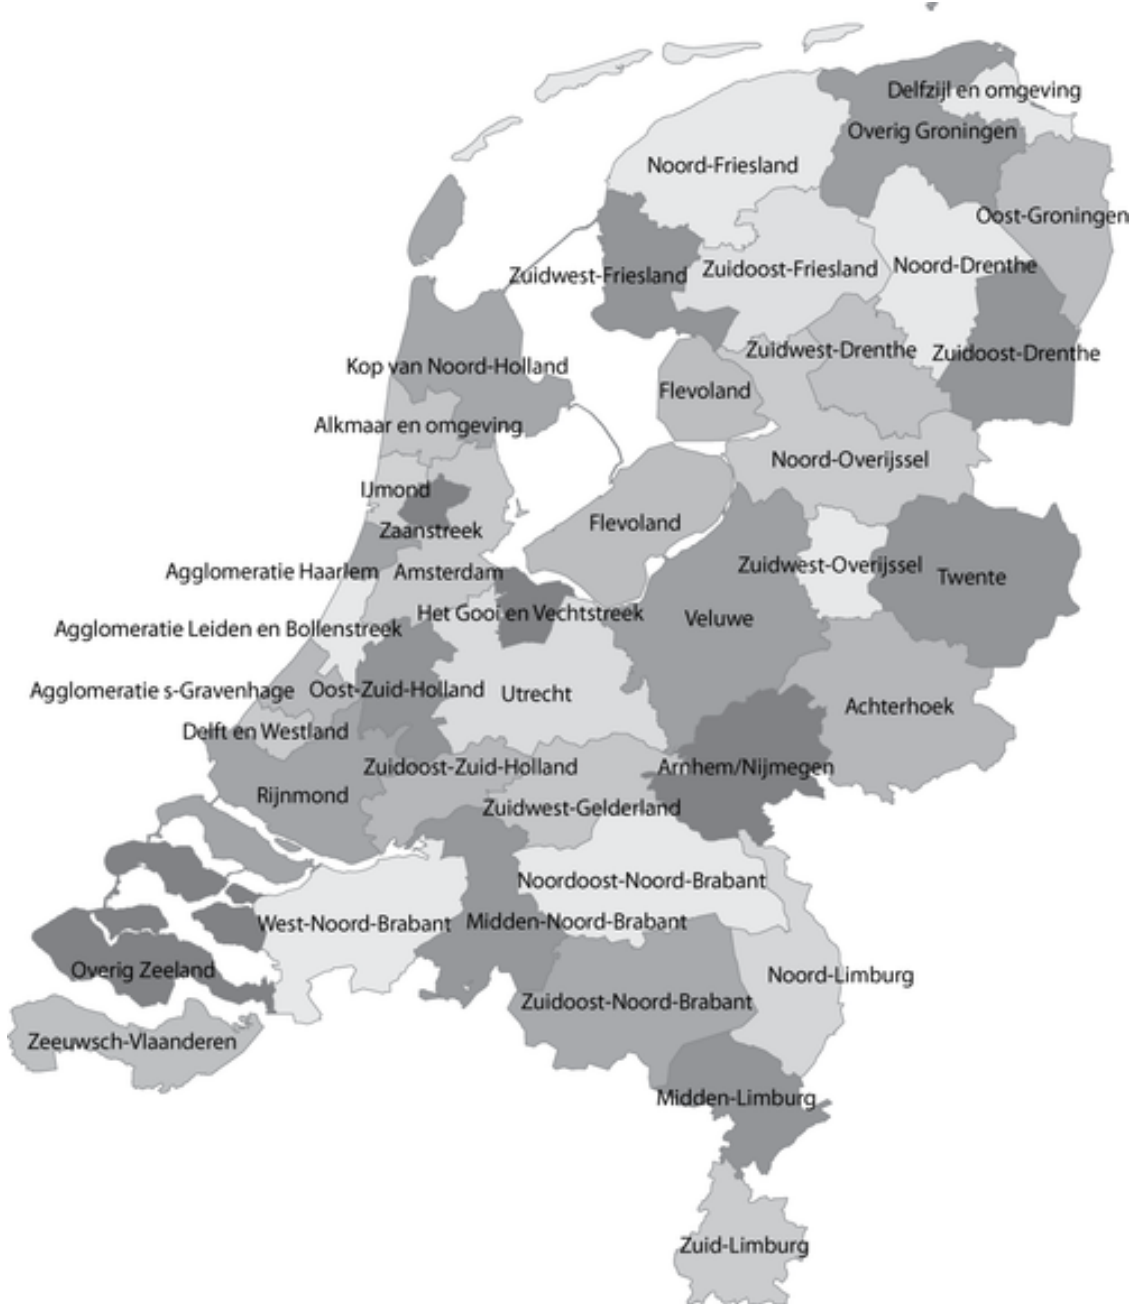 Delfzijl en omgeving
Overig Groningen
Noord-Friesland
Oost-Groningen
Zuidwest-Friesland
Zuidoost-Friesland
Noord-Drenthe
Kop van Noord-Holland
Zuidwest-Drenthe
Zuidoost-Drenthe
Flevoland
Alkmaar en omgeving
Noord-Overijssel
IJmond
Zaanstreek
Flevoland
Agglomeratie Haarlem
Amsterdam
Zuidwest-Overijssel
Twente
Het Gooi en Vechtstreek
Veluwe
Agglomeratie Leiden en Bollenstreek
Agglomeratie s-Gravenhage
Oost-Zuid-Holland
Utrecht
Achterhoek
Delft en Westland
Zuidoost-Zuid-Holland
Arnhem/Nijmegen
Rijnmond
Zuidwest-Gelderland
Noordoost-Noord-Brabant
West-Noord-Brabant
Midden-Noord-Brabant
Overig Zeeland
Noord-Limburg
Zuidoost-Noord-Brabant
Zeeuwsch-Vlaanderen
Midden-Limburg
Zuid-Limburg